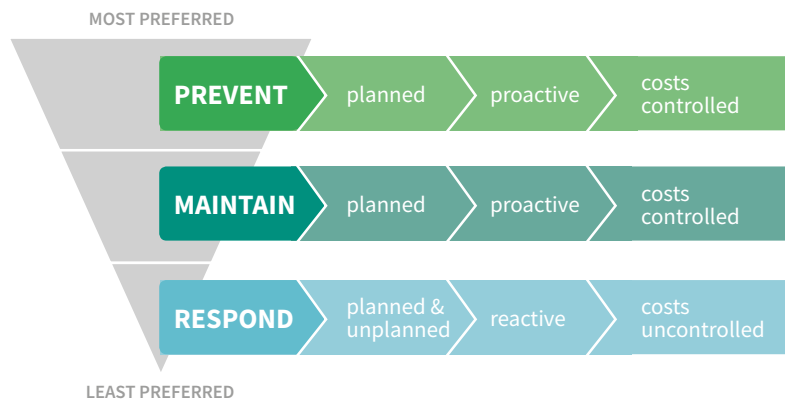 MOST PREFERRED
PREVENT
planned
proactive
costs
controlled
MAINTAIN
planned
proactive
costs
controlled
RESPOND
planned &
unplanned
reactive
costs
uncontrolled
LEAST PREFERRED